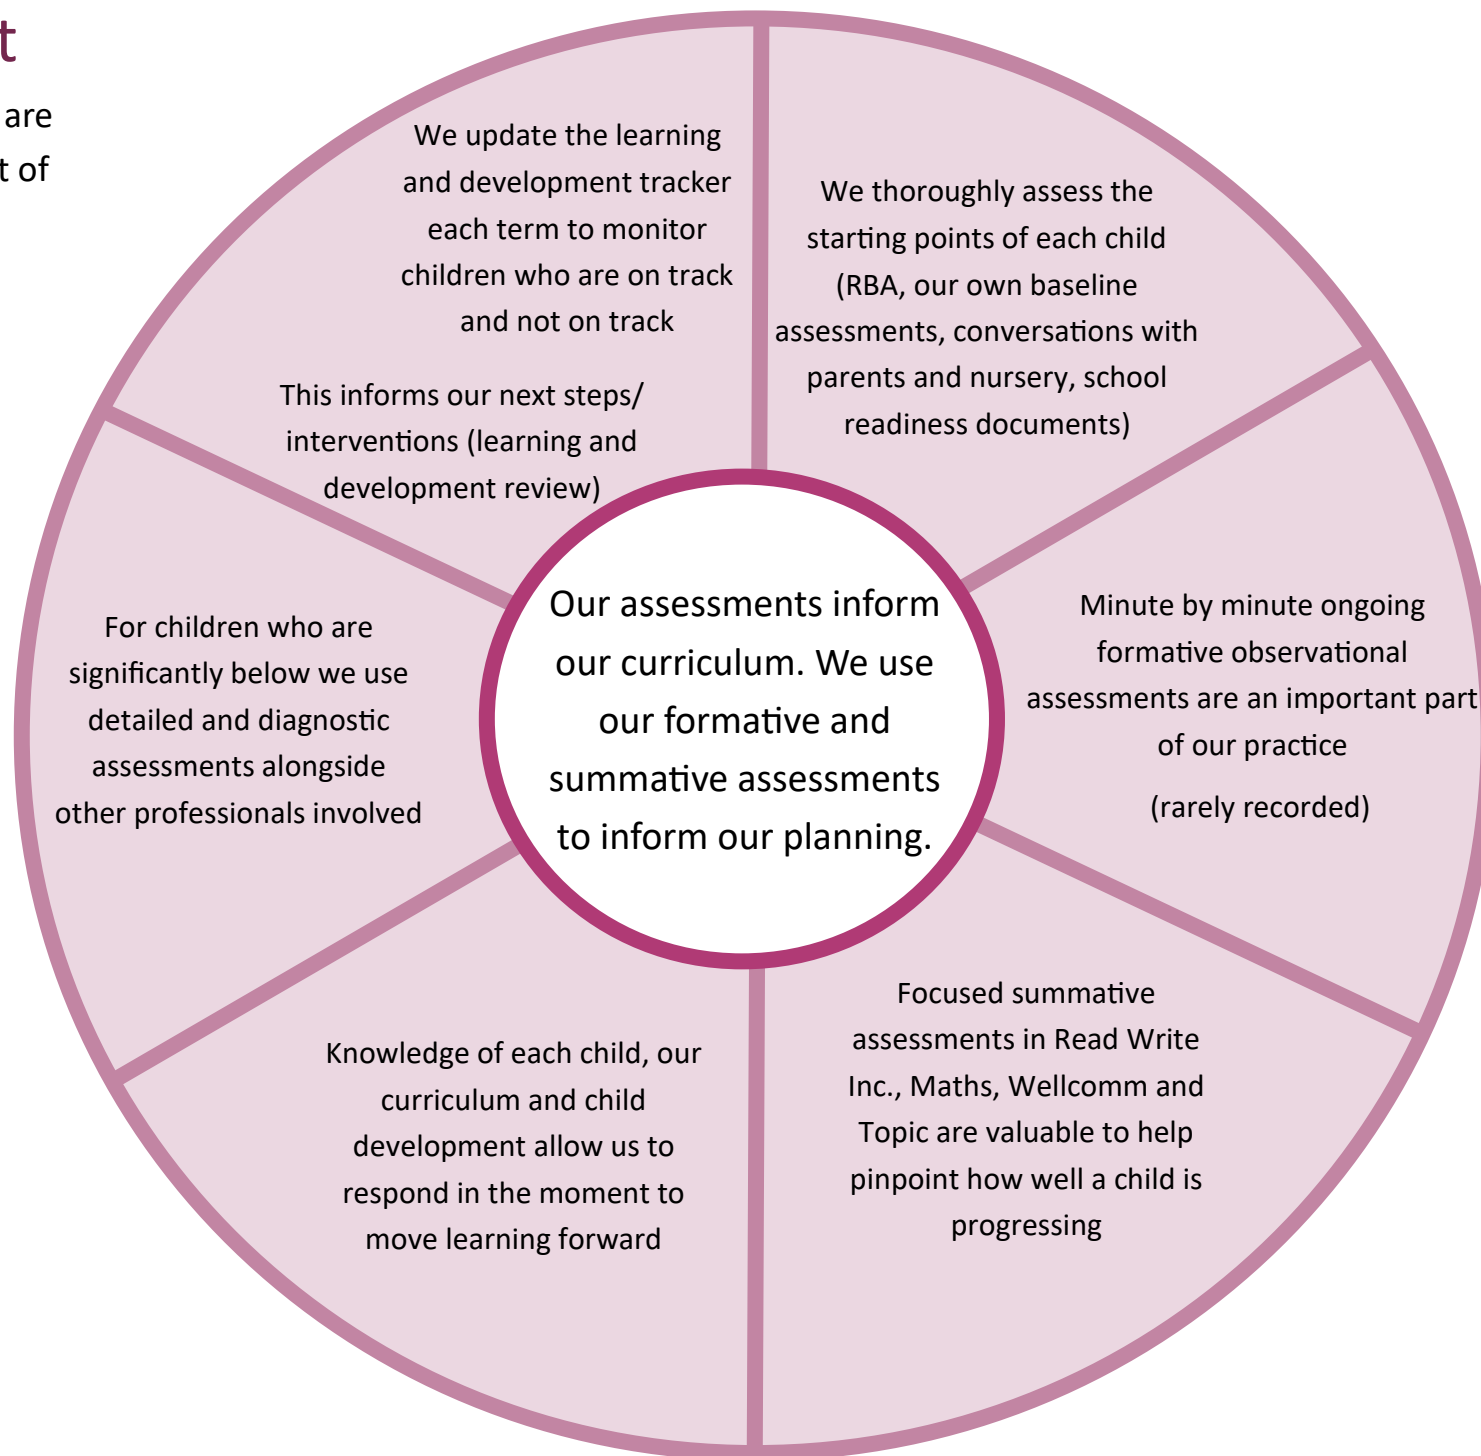 t
are
t of
We update the learning
and development tracker
each term to monitor
children who are on track
and not on track
This informs our next steps/
interventions (learning and
development review)
We thoroughly assess the
starting points of each child
(RBA, our own baseline
assessments, conversations with
parents and nursery, school
readiness documents)
Minute by minute ongoing
formative observational
assessments are an important part
of our practice
(rarely recorded)
Focused summative
assessments in Read Write
Inc., Maths, Wellcomm and
Topic are valuable to help
pinpoint how well a child is
progressing
Knowledge of each child, our
curriculum and child
development allow us to
respond in the moment to
move learning forward
For children who are
significantly below we use
detailed and diagnostic
assessments alongside
other professionals involved
Our assessments inform
our curriculum. We use
our formative and
summative assessments
to inform our planning.